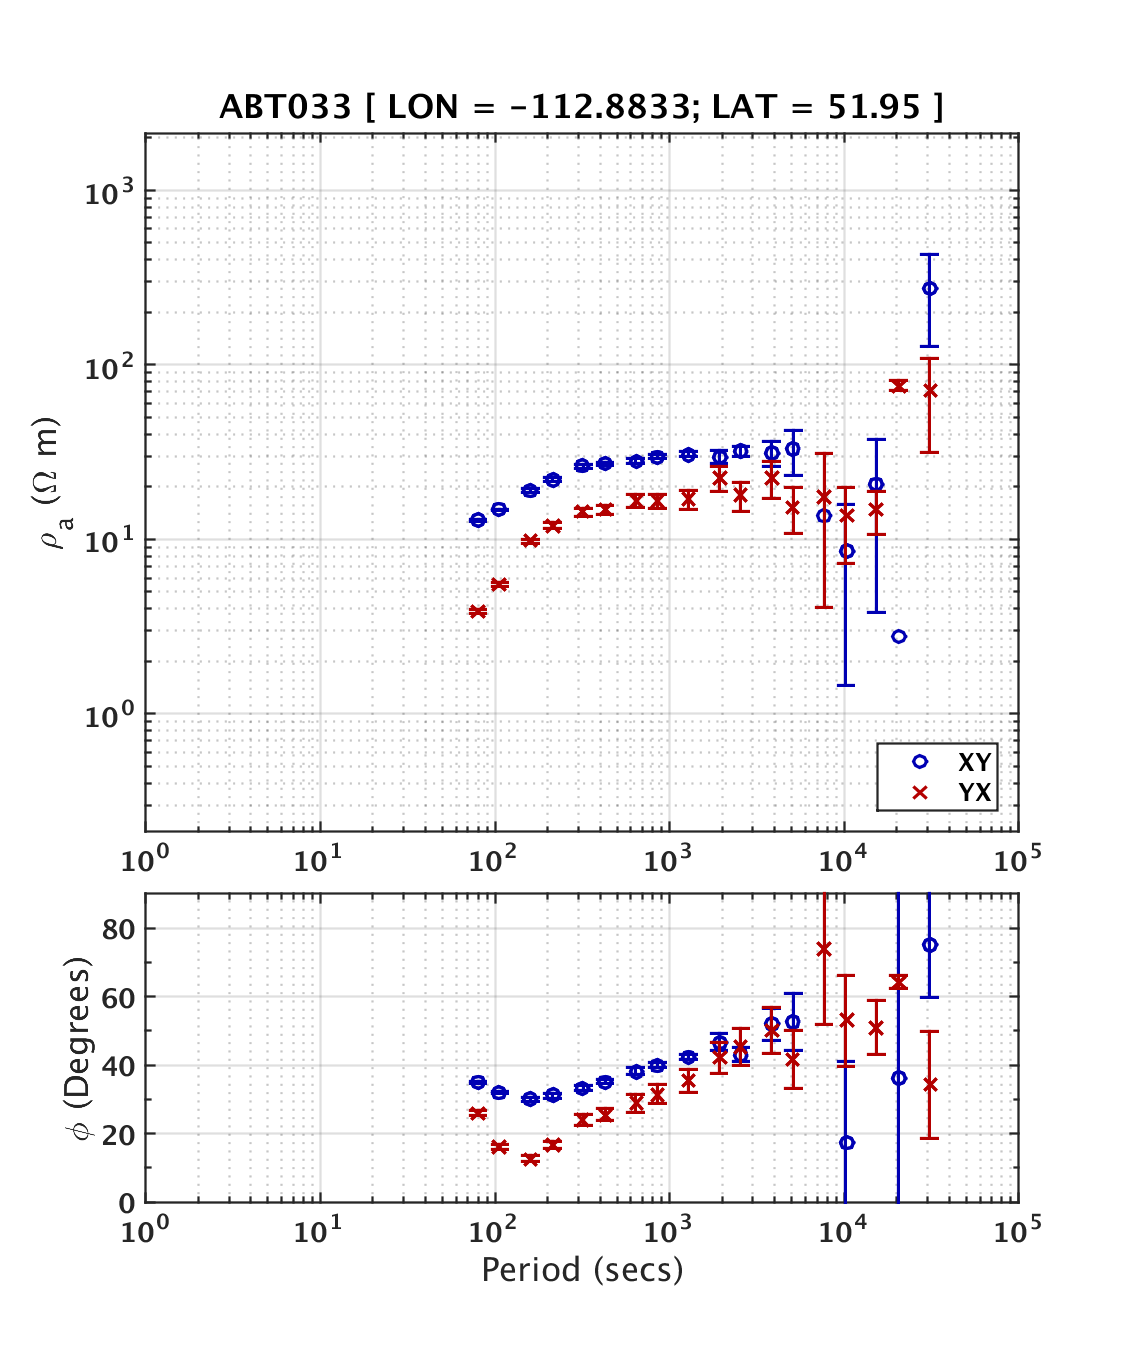 ABT033 [ LON = -112.8833; LAT = 51.95 ]
10³
10²
10¹
10⁰
ρa (Ω m)
XY
YX
10⁰ 10¹ 10² 10³ 10⁴ 10⁵
80
60
40
20
0
ϕ (Degrees)
10⁰ 10¹ 10² 10³ 10⁴ 10⁵
Period (secs)